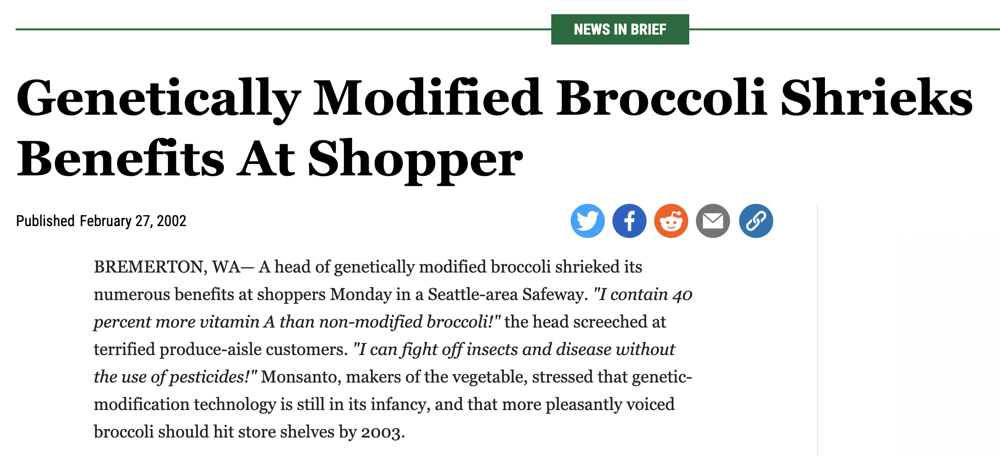 NEWS IN BRIEF
Genetically Modified Broccoli Shrieks
Benefits At Shopper
Published February 27, 2002
BREMERTON, WA— A head of genetically modified broccoli shrieked its
numerous benefits at shoppers Monday in a Seattle-area Safeway. "I contain 40
percent more vitamin A than non-modified broccoli!" the head screeched at
terrified produce-aisle customers. "I can fight off insects and disease without
the use of pesticides!" Monsanto, makers of the vegetable, stressed that genetic-
modification technology is still in its infancy, and that more pleasantly voiced
broccoli should hit store shelves by 2003.